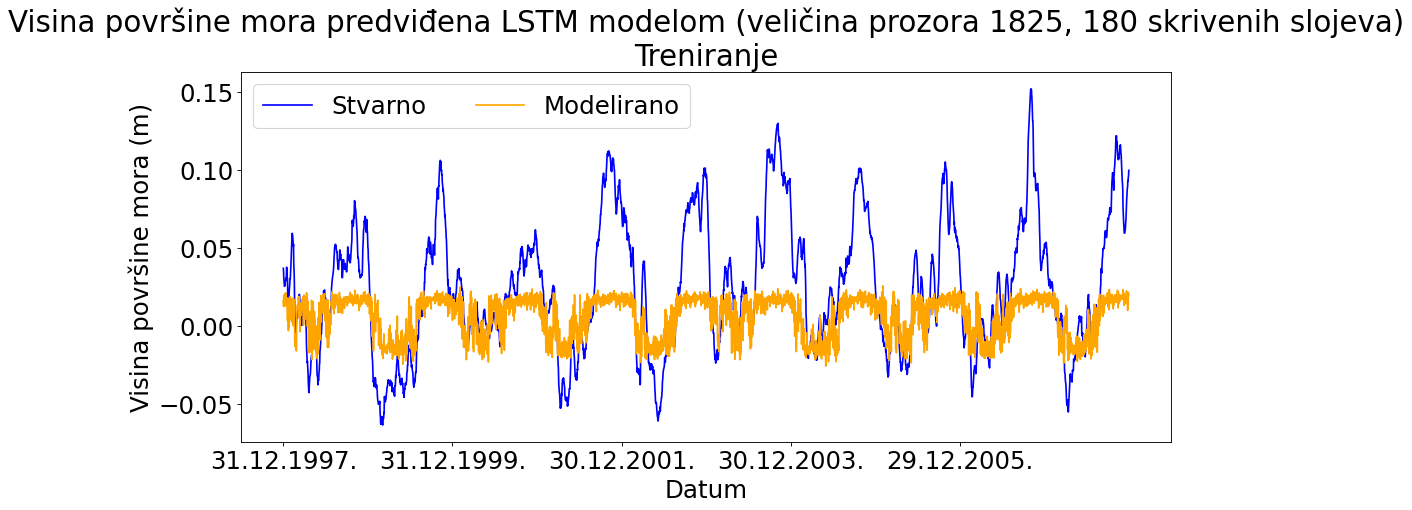 Visina površine mora predviđena LSTM modelom (veličina prozora 1825, 180 skrivenih slojeva)
Treniranje
Stvarno
Modelirano
Visina površine mora (m)
0.15
0.10
0.05
0.00
−0.05
31.12.1997.
31.12.1999.
30.12.2001.
30.12.2003.
29.12.2005.
Datum